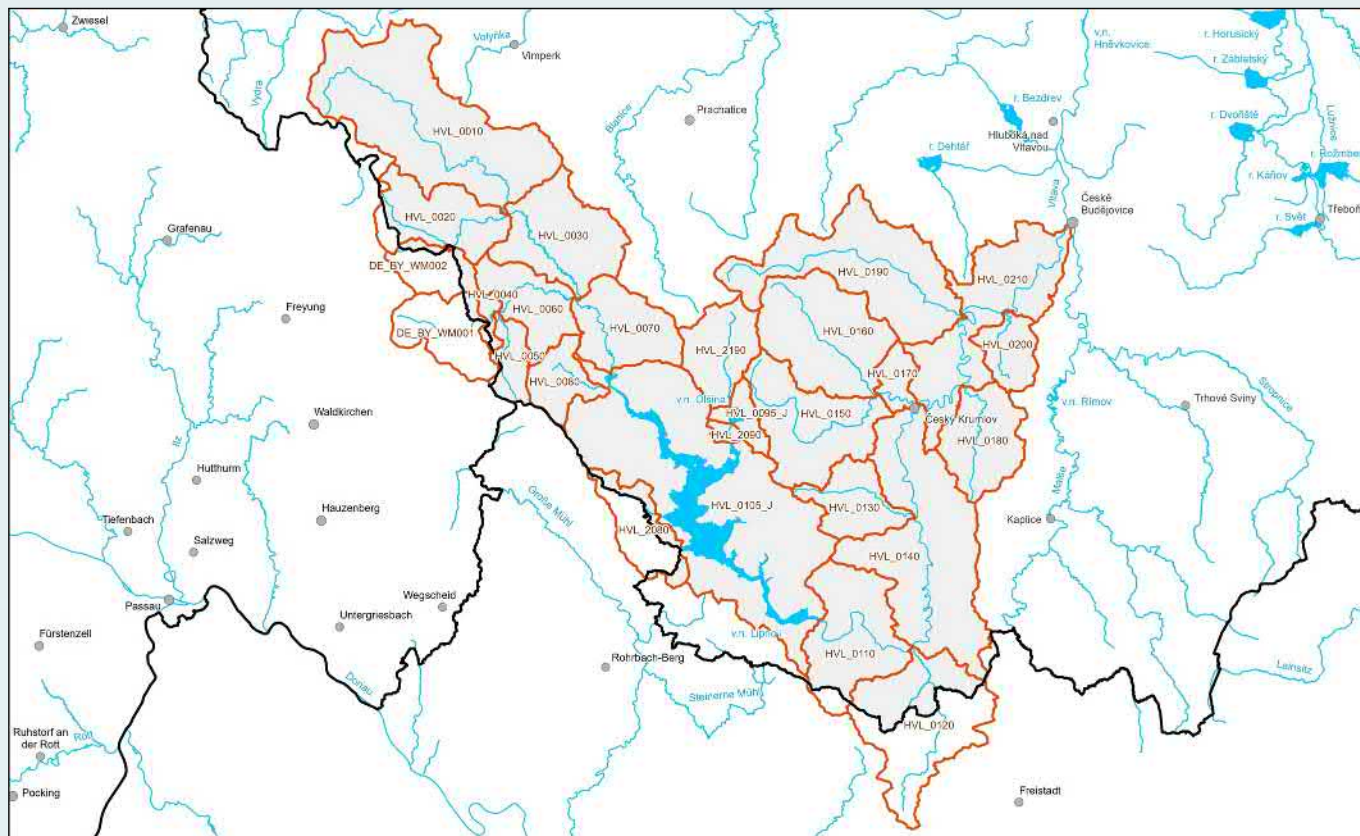 Zwiesel
Volyňka
Vimperk
v.n.
Hněvkovice
r. Horusický
r. Záblatský
Vydra
r. Bezdrev
r. Dvořiště
Lužnice
Blanice
Prachatice
HVL_0010
Hluboká nad
Vltavou
r. Dehtář
r. Rožmber
r. Káňov
Vltava
České
Budějovice
Třeboň
r. Svět
HVL_0020
HVL_0030
Grafenau
DE_BY_WM002
HVL_0190
HVL_0210
HVL_0040
Freyung
HVL_0060
HVL_0070
HVL_0160
DE_BY_WM001
HVL_0050
HVL_2190
HVL_0200
HVL_0170
HVL_0080
Stropnice
v.n. Olšina
v.n. Římov
Trhové Sviny
Waldkirchen
HVL_0095_J
HVL_0150
Český Krumlov
HVL_2090
HVL_0180
Ilz
Hutthurm
Große Mühl
Malše
HVL_0105_J
HVL_0130
Hauzenberg
Kaplice
Tiefenbach
HVL_2080
Salzweg
HVL_0140
Passau
Wegscheid
Untergriesbach
v.n. Lipno I
Fürstenzell
HVL_0110
Rohrbach-Berg
Lainsitz
Donau
Steinerne Mühl
HVL_0120
Ruhstorf an
der Rott
Rott
Pocking
Freistadt